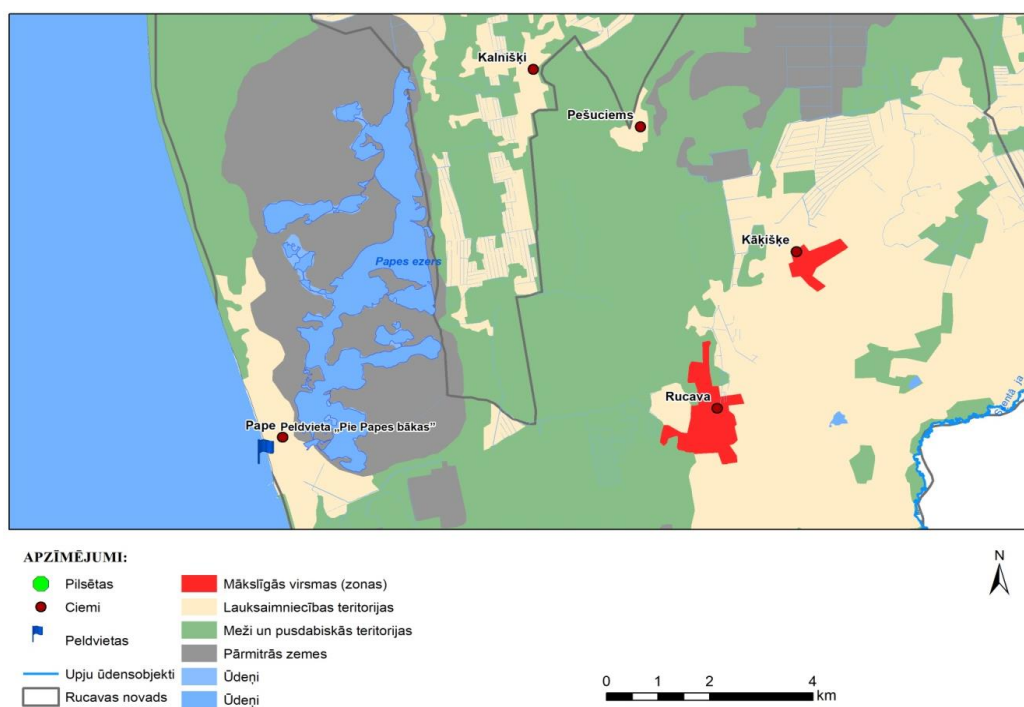 Kalnišķi
Pešuciems
Kāķišķe
Papes ezers
Rucava
Pape
Peldvieta „Pie Papes bākas”
APZĪMĒJUMI:
Pilsētas
Ciemi
Peldvietas
Upju ūdensobjekti
Rucavas novads
Mākslīgās virsmas (zonas)
Lauksaimniecības teritorijas
Meži un pusdabiskās teritorijas
Pārmitrās zemes
Ūdeņi
Ūdeņi
N
0 1 2 4
km